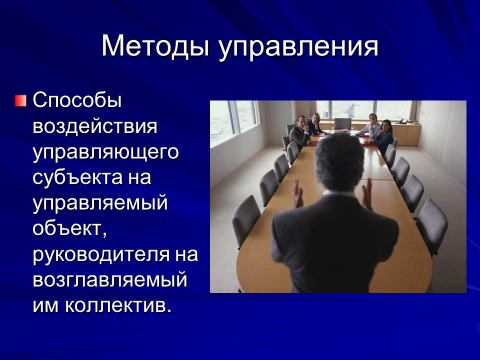 Методы управления
Способы
воздействия
управляющего
субъекта на
управляемый
объект,
руководителя на
возглавляемый
им коллектив.